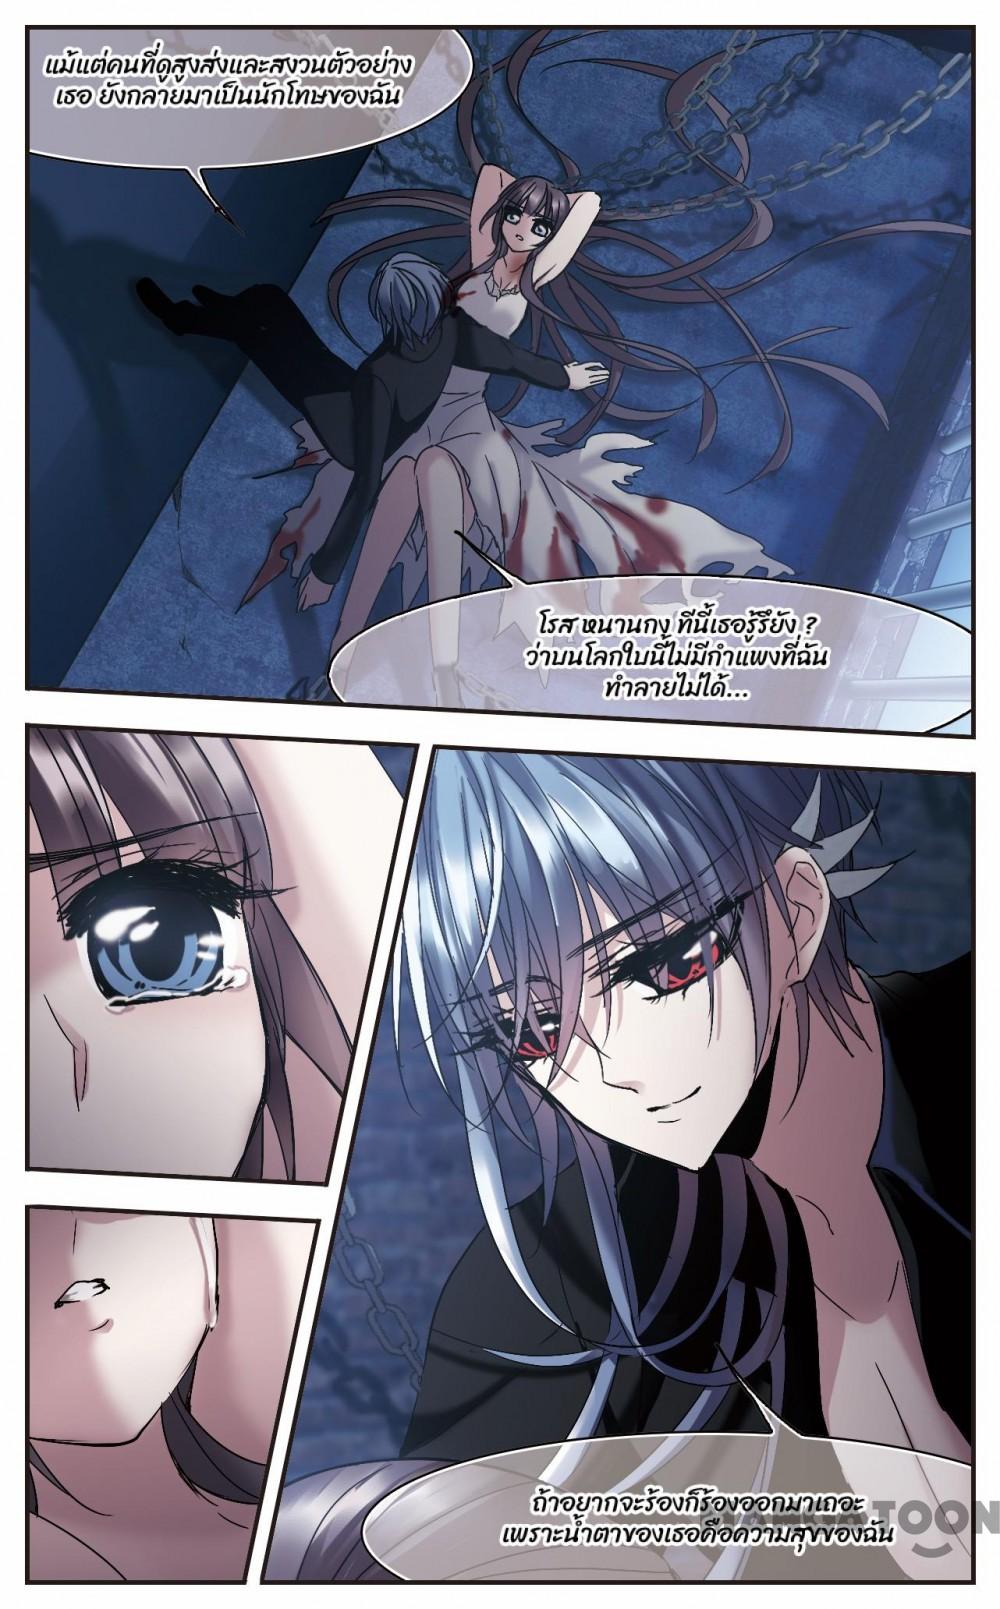 แม้แต่คนที่ดูสูงส่งและสงวนตัวอย่าง
เธอ ยังกลายมาเป็นนักโทษของฉัน
โรส หนานกง ทีนี้เธอรู้รึยัง ?
ว่าบนโลกใบนี้ไม่มีกำแพงที่ฉัน
ทำลายไม่ได้...
ถ้าอยากจะร้องก็ร้องออกมาเถอะ
เพราะน้ำตาของเธอคือความสุขของฉัน
MANGATOON